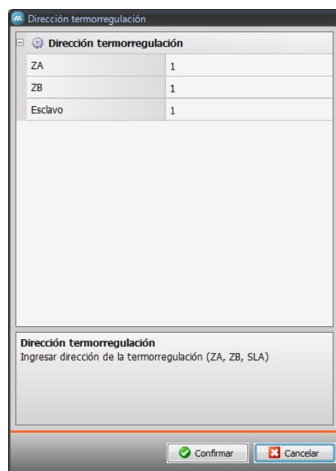 Dirección termorregulación
Dirección termorregulación
ZA 1
ZB 1
Esclavo 1
Dirección termorregulación
Ingresar dirección de la termorregulación (ZA, ZB, SLA)
Confirmar Cancelar